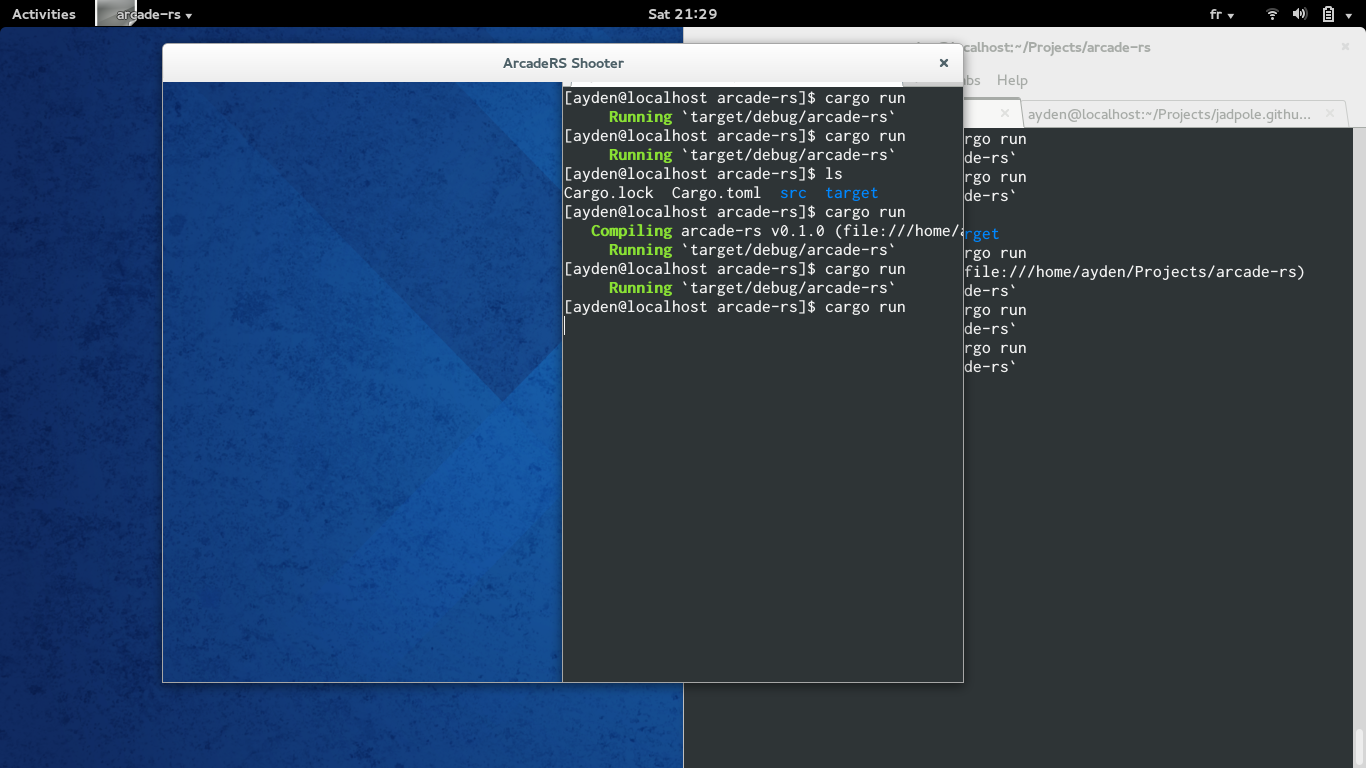 Activities
arcade-rs
Sat 21:29
fr
ArcadeRS Shooter
[ayden@localhost arcade-rs]$ cargo run
Running `target/debug/arcade-rs`
[ayden@localhost arcade-rs]$ cargo run
Running `target/debug/arcade-rs`
[ayden@localhost arcade-rs]$ ls
Cargo.lock Cargo.toml src target
[ayden@localhost arcade-rs]$ cargo run
Compiling arcade-rs v0.1.0 (file:///home/a
Running `target/debug/arcade-rs`
[ayden@localhost arcade-rs]$ cargo run
Running `target/debug/arcade-rs`
[ayden@localhost arcade-rs]$ cargo run
calhost:~/Projects/arcade-rs
abs Help
ayden@localhost:~/Projects/jadpole.githu...
rgo run
de-rs`
rgo run
de-rs`
rget
rgo run
file:///home/ayden/Projects/arcade-rs)
de-rs`
rgo run
de-rs`
rgo run
de-rs`